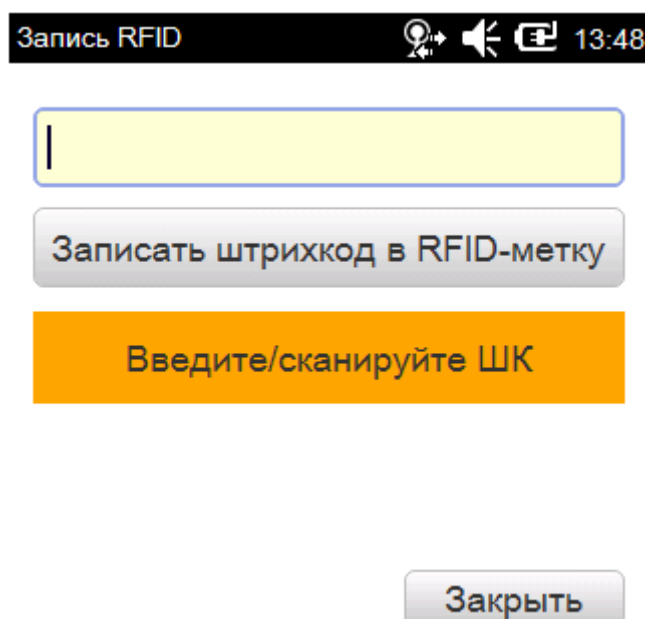 Запись RFID 13:48
Записать штрихкод в RFID-метку
Введите/сканируйте ШК
Закрыть